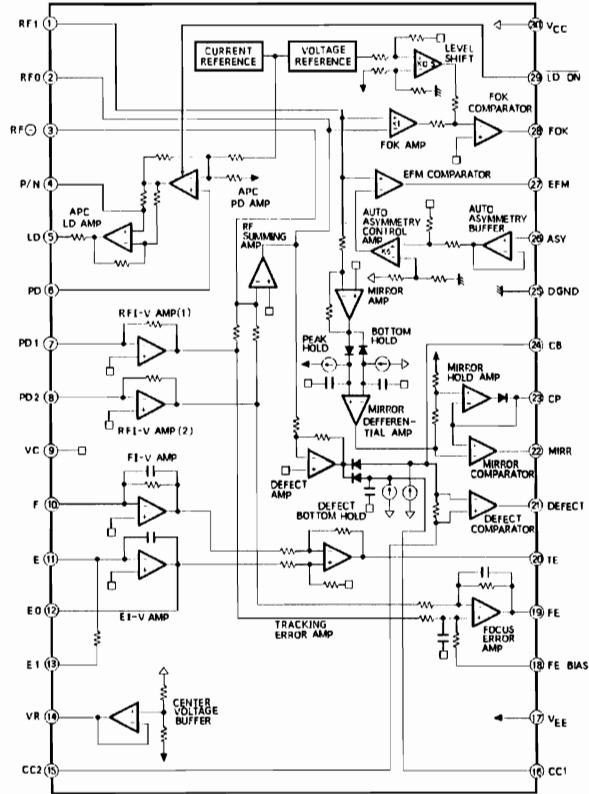 RF1 1
RF0 2
RF⊖ 3
P/N 4
LD 5
PD 6
PD1 7
PD2 8
VC 9
F 10
E 11
EO 12
E1 13
VR 14
CC2 15
CURRENT
REFERENCE
VOLTAGE
REFERENCE
LEVEL
SHIFT
FOK AMP
FOK
COMPARATOR
EFM COMPARATOR
APC
PD AMP
APC
LD AMP
RF
SUMMING
AMP
AUTO
ASYMMETRY
CONTROL
AMP
AUTO
ASYMMETRY
BUFFER
MIRROR
AMP
RFI-V AMP(1)
PEAK
HOLD
BOTTOM
HOLD
MIRROR
HOLD AMP
RFI-V AMP(2)
MIRROR
DEFFEREN-
TIAL AMP
MIRROR
COMPARATOR
FI-V AMP
DEFECT
AMP
DEFECT
BOTTOM HOLD
DEFECT
COMPARATOR
EI-V AMP
TRACKING
ERROR AMP
FOCUS
ERROR
AMP
CENTER
VOLTAGE
BUFFER
30 VCC
29 LD ON
28 FOK
27 EFM
26 ASY
25 DGND
24 CB
23 CP
22 MIRR
21 DEFECT
20 TE
19 FE
18 FE BIAS
17 VEE
16 CC1